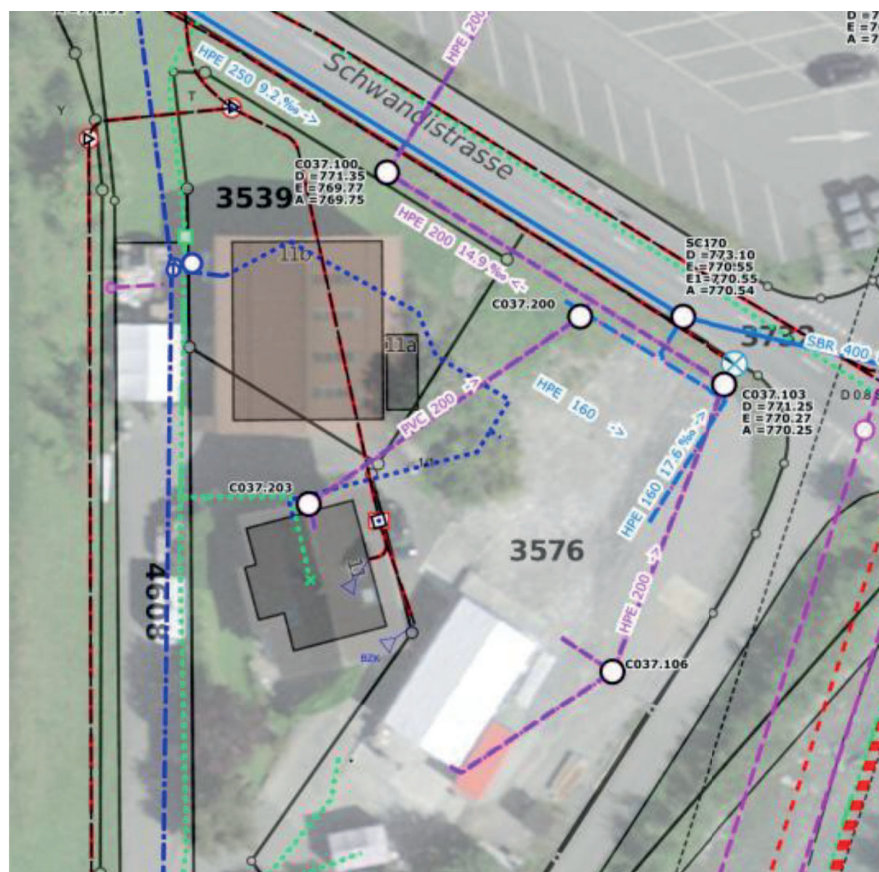 HPE 200
HPE 250 9.2 ‰ ->
Schwandistrasse
Y
T
C037.100
D =771.35
E =769.77
A =769.75
3539
HPE 200 14.9 ‰ <-
11b
SC170
D =773.10
E =770.55
E1=770.55
A =770.54
C037.200
11a
SBR 400
PVC 200 ->
HPE 160 ->
C037.103
D =771.25
E =770.27
A =770.25
D 0.8 S
HPE 160 17.6 ‰ ->
C037.203
3576
4608
11
HPE 200 ->
BZK
C037.106